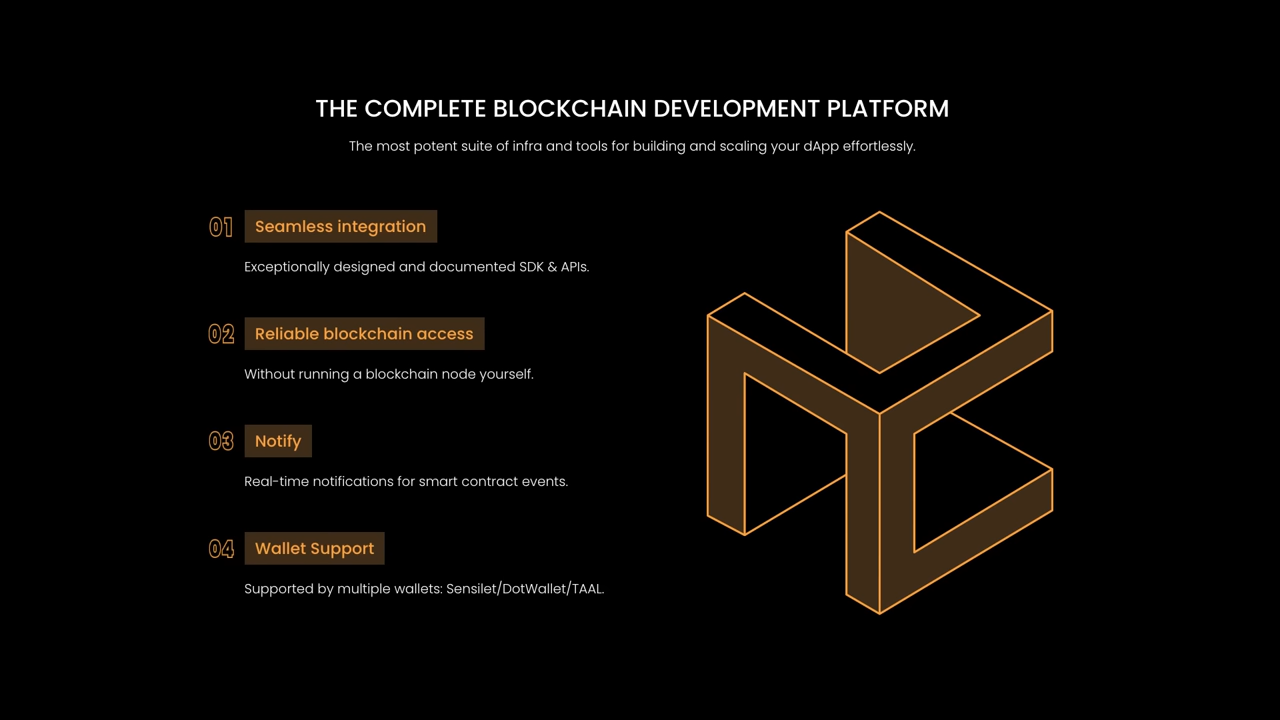 THE COMPLETE BLOCKCHAIN DEVELOPMENT PLATFORM
The most potent suite of infra and tools for building and scaling your dApp effortlessly.
01 Seamless integration
Exceptionally designed and documented SDK & APIs.
02 Reliable blockchain access
Without running a blockchain node yourself.
03 Notify
Real-time notifications for smart contract events.
04 Wallet Support
Supported by multiple wallets: Sensilet/DotWallet/TAAL.